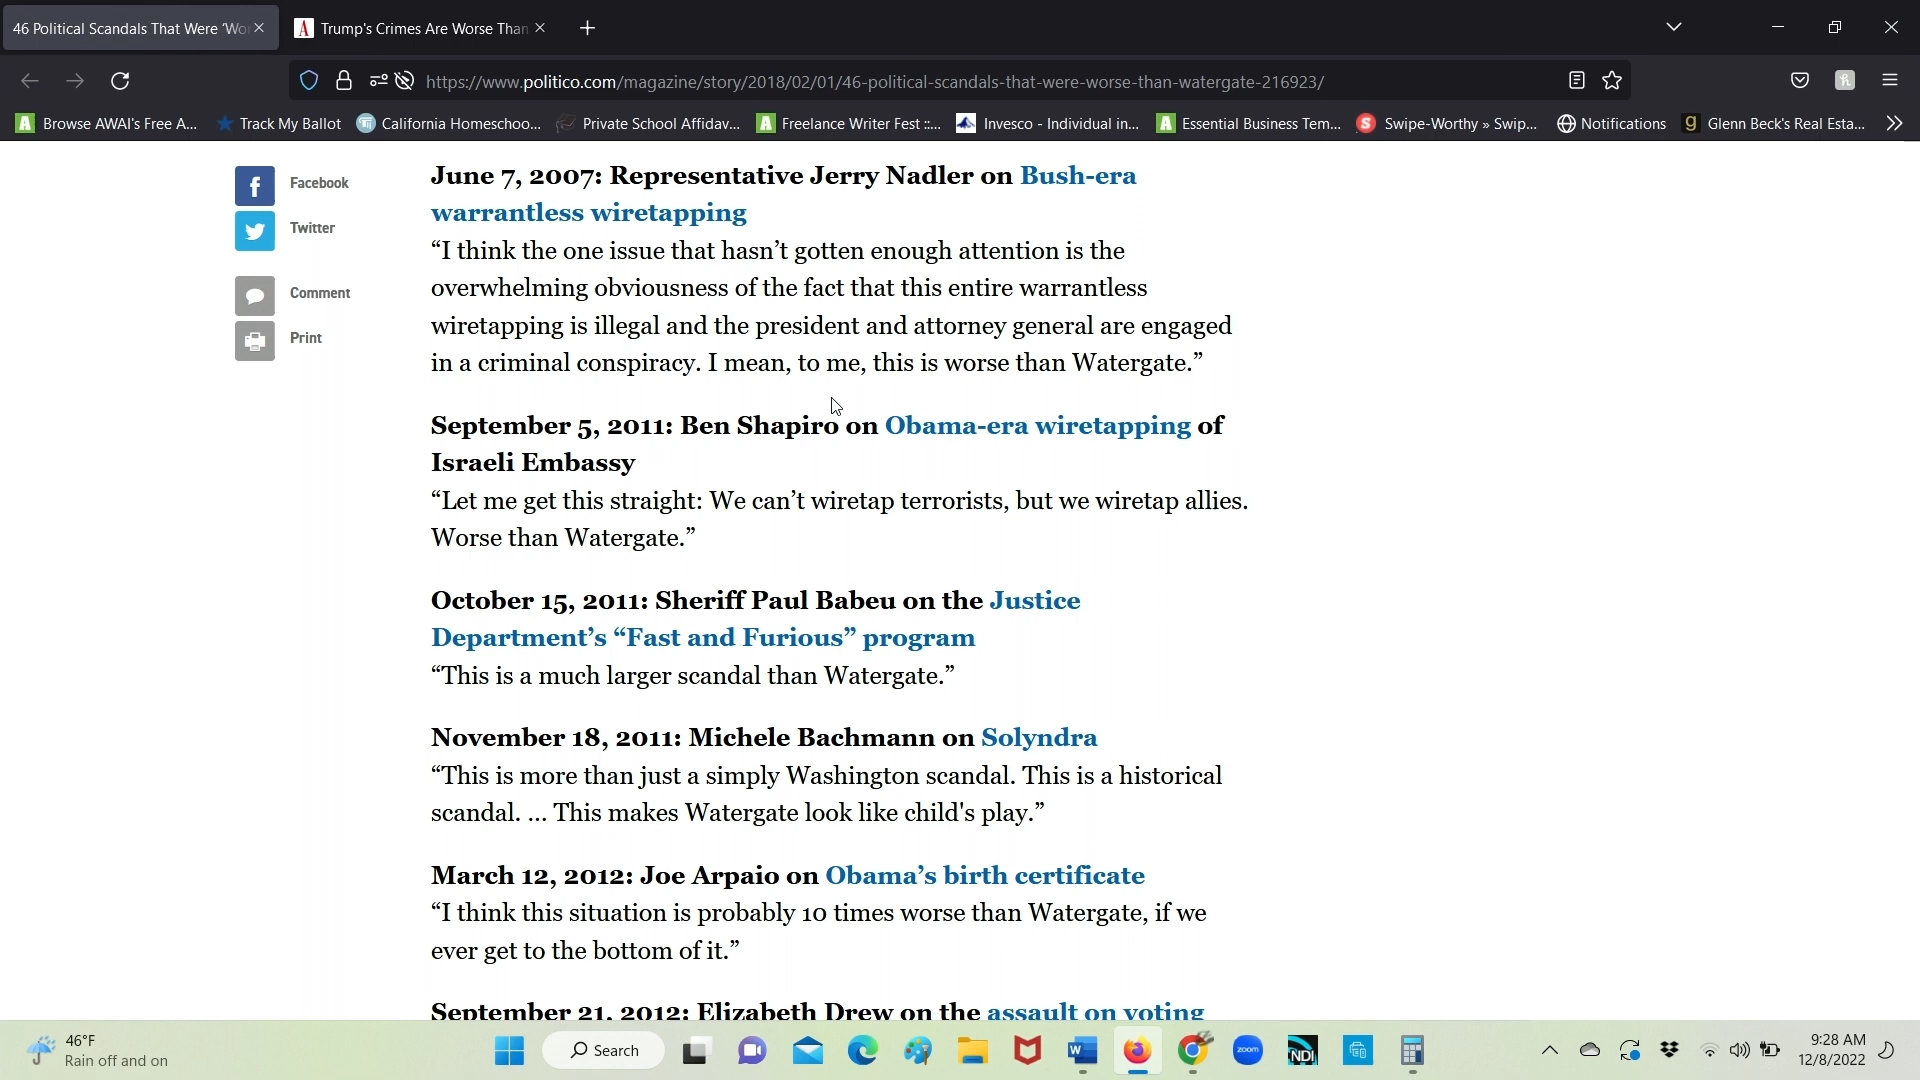 46 Political Scandals That Were ‘Wo
Trump's Crimes Are Worse Than
https://www.politico.com/magazine/story/2018/02/01/46-political-scandals-that-were-worse-than-watergate-216923/
Browse AWAI's Free A...
Track My Ballot
California Homeschoo...
Private School Affidav...
Freelance Writer Fest ::...
Invesco - Individual in...
Essential Business Tem...
Swipe-Worthy » Swip...
Notifications
Glenn Beck's Real Esta...
Facebook
Twitter
Comment
Print
June 7, 2007: Representative Jerry Nadler on Bush-era
warrantless wiretapping
“I think the one issue that hasn’t gotten enough attention is the
overwhelming obviousness of the fact that this entire warrantless
wiretapping is illegal and the president and attorney general are engaged
in a criminal conspiracy. I mean, to me, this is worse than Watergate.”
September 5, 2011: Ben Shapiro on Obama-era wiretapping of
Israeli Embassy
“Let me get this straight: We can’t wiretap terrorists, but we wiretap allies.
Worse than Watergate.”
October 15, 2011: Sheriff Paul Babeu on the Justice
Department’s “Fast and Furious” program
“This is a much larger scandal than Watergate.”
November 18, 2011: Michele Bachmann on Solyndra
“This is more than just a simply Washington scandal. This is a historical
scandal. ... This makes Watergate look like child's play.”
March 12, 2012: Joe Arpaio on Obama’s birth certificate
“I think this situation is probably 10 times worse than Watergate, if we
ever get to the bottom of it.”
September 21, 2012: Elizabeth Drew on the assault on voting
46°F
Rain off and on
Search
zoom
NDI
9:28 AM
12/8/2022